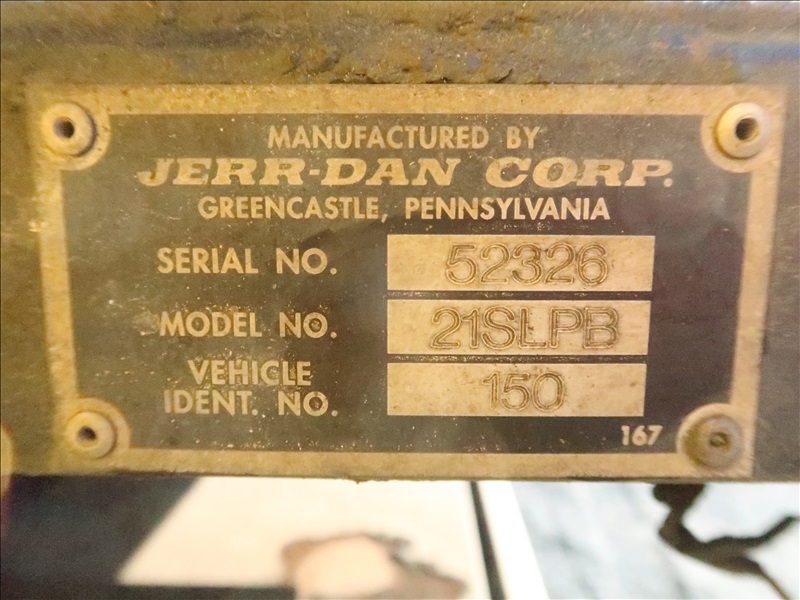 MANUFACTURED BY
JERR-DAN CORP.
GREENCASTLE, PENNSYLVANIA
SERIAL NO. 52326
MODEL NO. 21SLPB
VEHICLE
IDENT. NO. 150
167